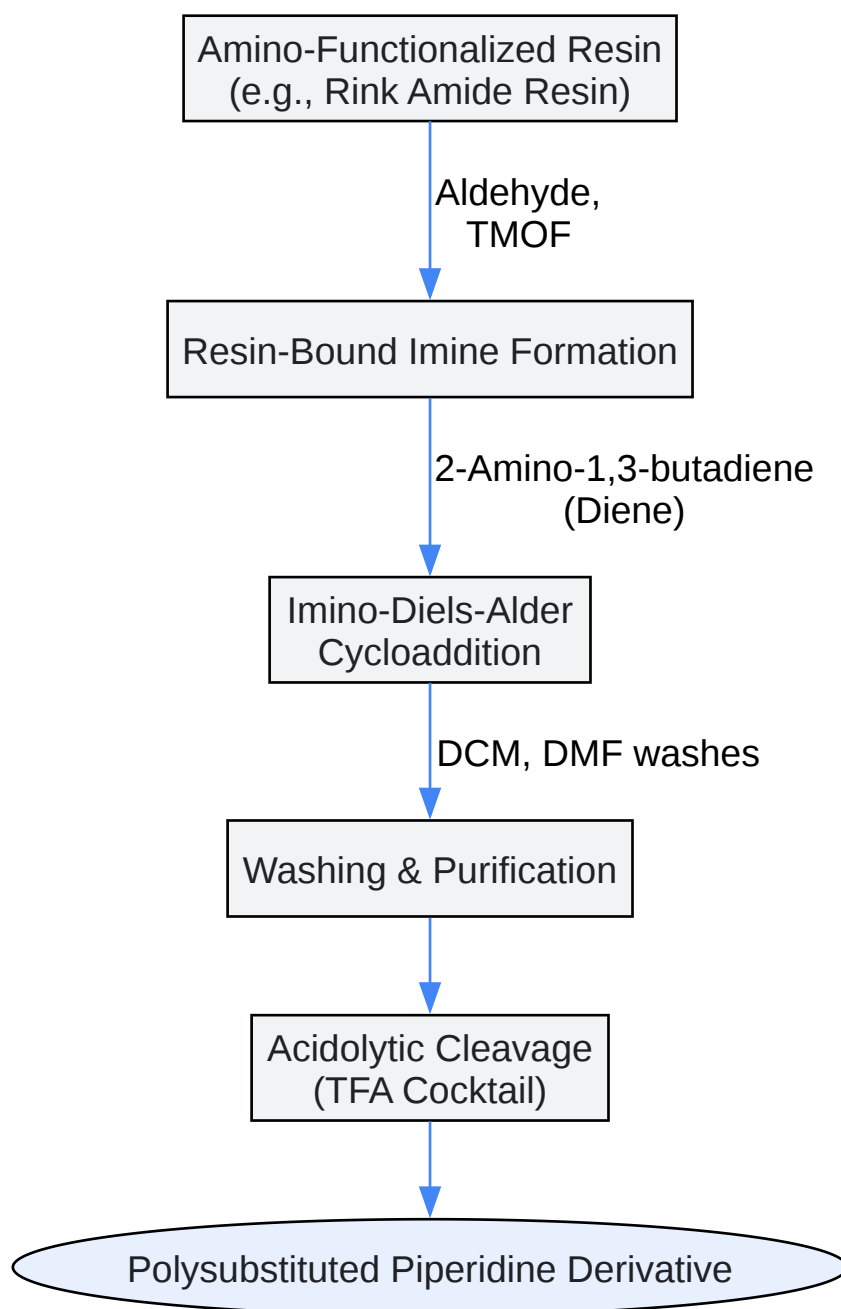 Amino-Functionalized Resin
(e.g., Rink Amide Resin)
Aldehyde,
TMOF
Resin-Bound Imine Formation
2-Amino-1,3-butadiene
(Diene)
Imino-Diels-Alder
Cycloaddition
DCM, DMF washes
Washing & Purification
Acidolytic Cleavage
(TFA Cocktail)
Polysubstituted Piperidine Derivative